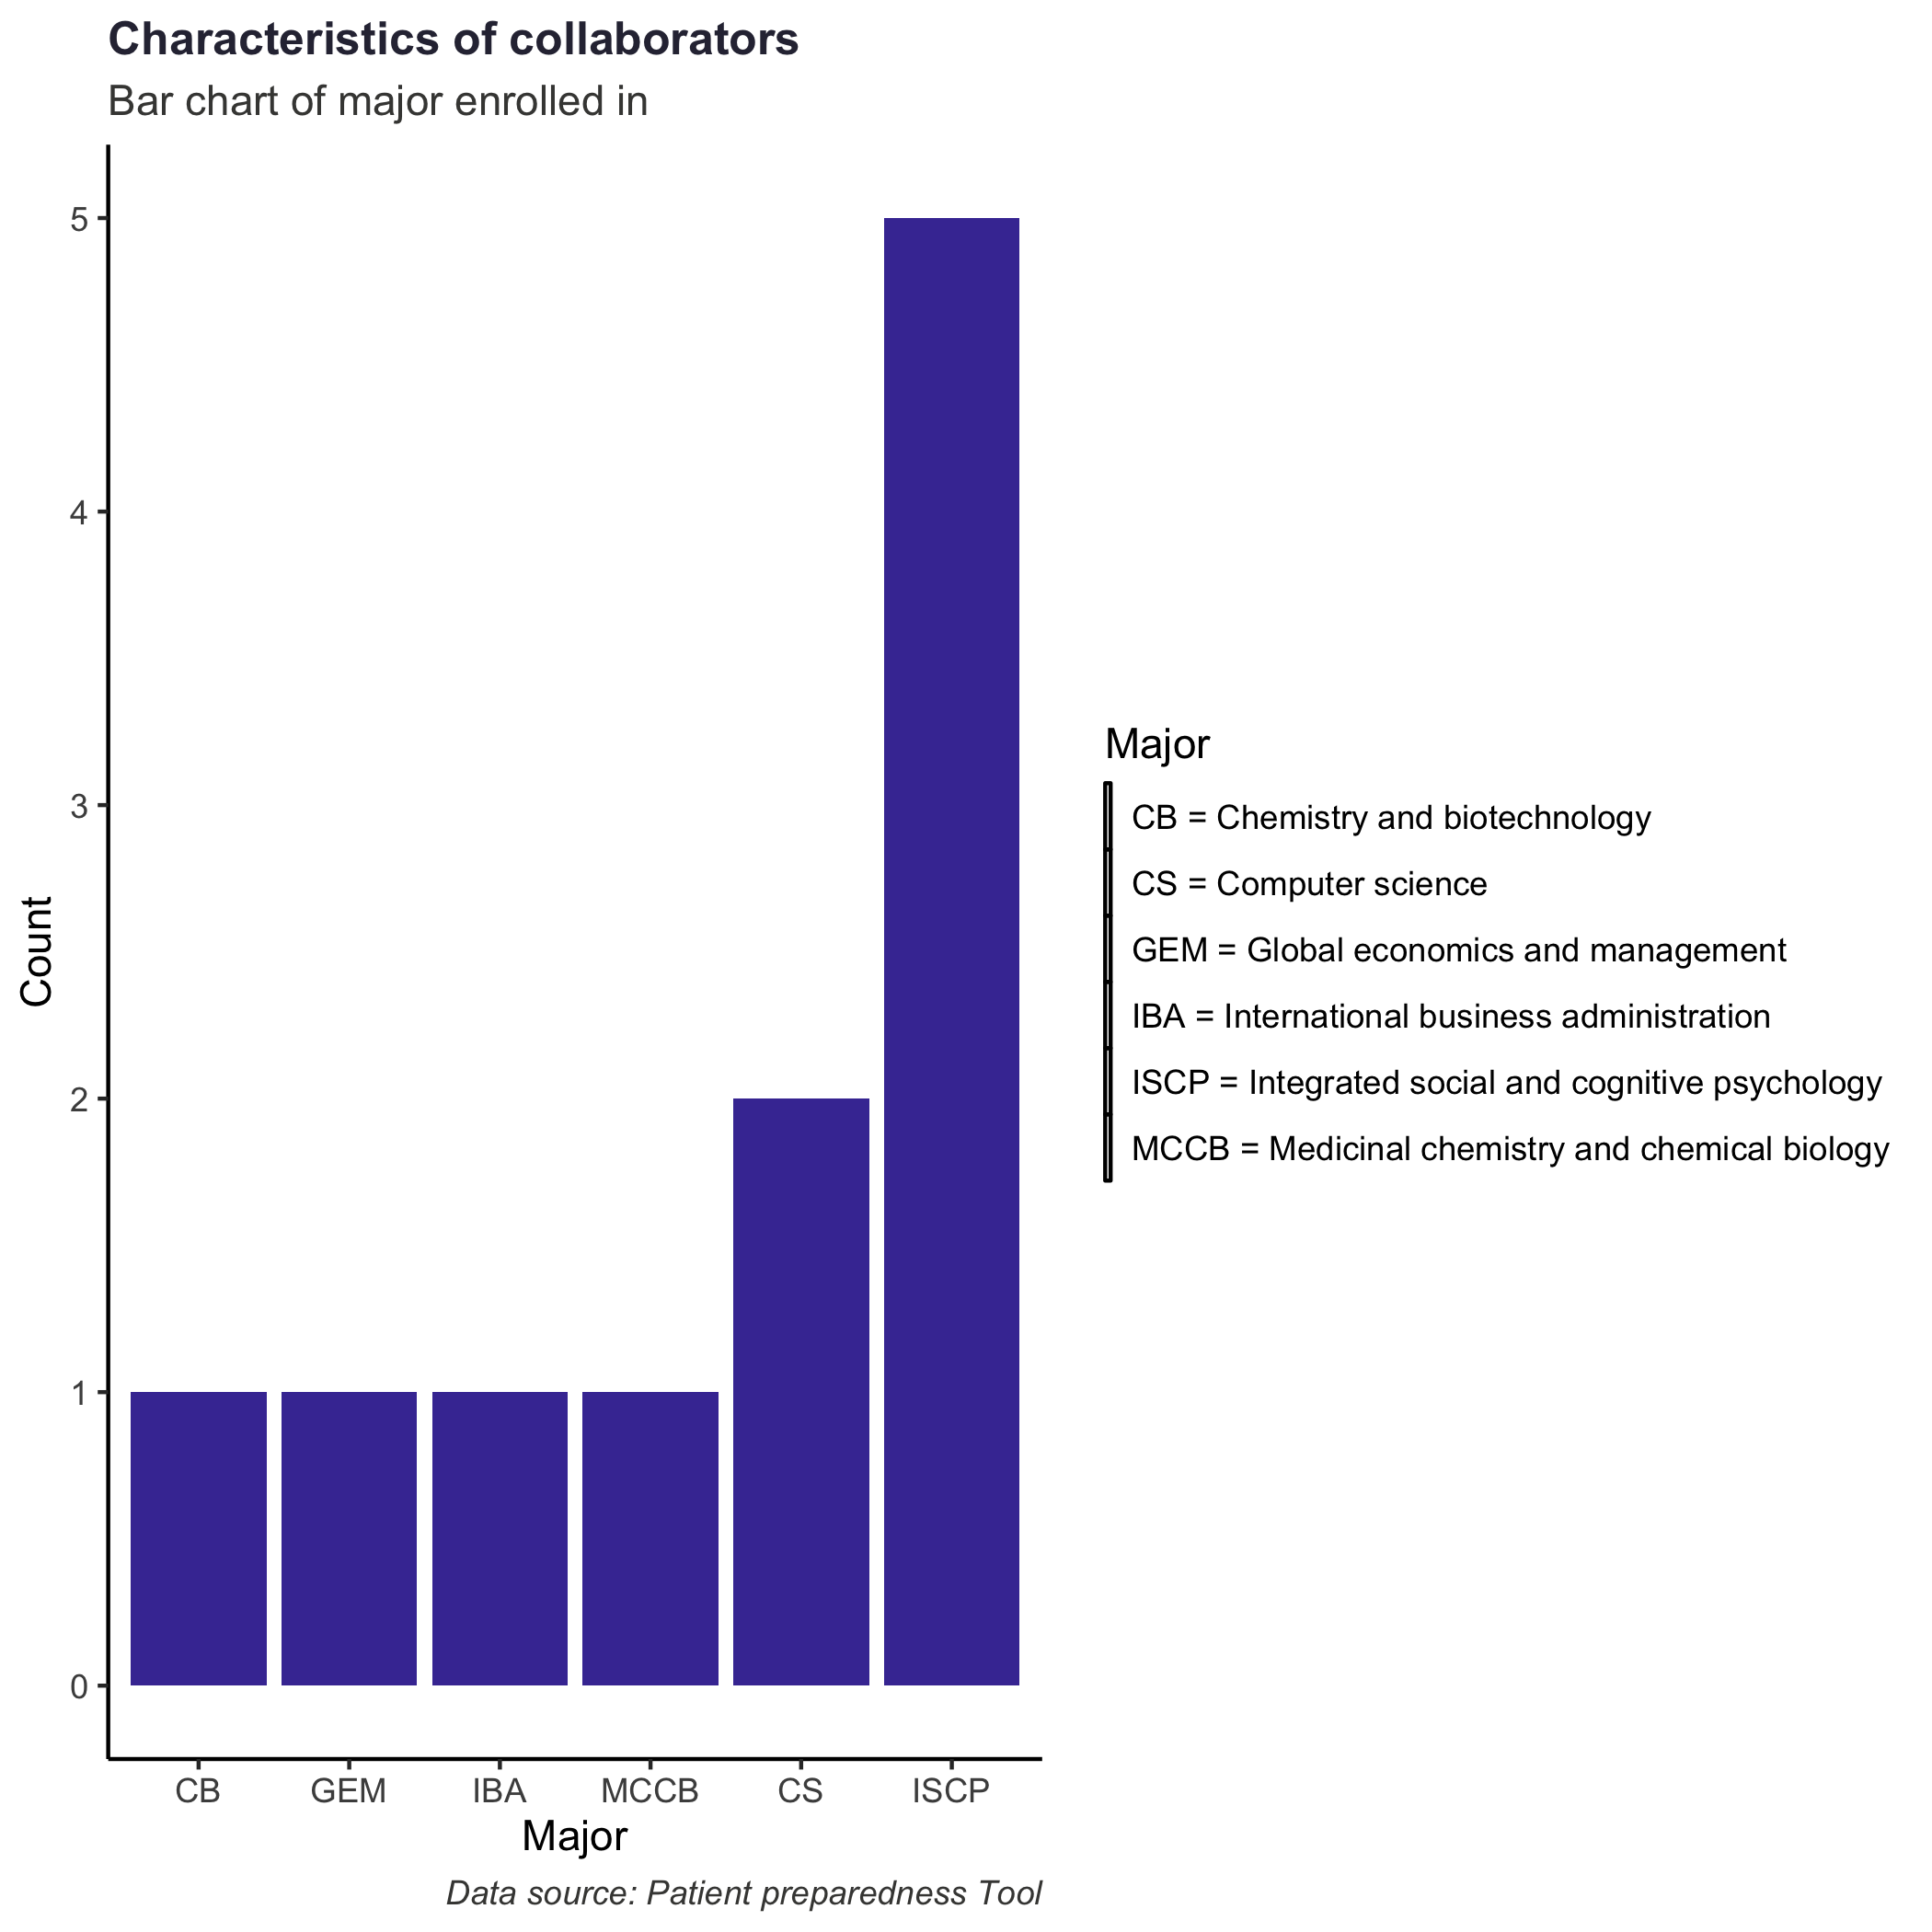 Characteristics of collaborators
Bar chart of major enrolled in
Count
5
4
3
2
1
0
CB GEM IBA MCCB CS ISCP
Major
Data source: Patient preparedness Tool
Major
CB = Chemistry and biotechnology
CS = Computer science
GEM = Global economics and management
IBA = International business administration
ISCP = Integrated social and cognitive psychology
MCCB = Medicinal chemistry and chemical biology